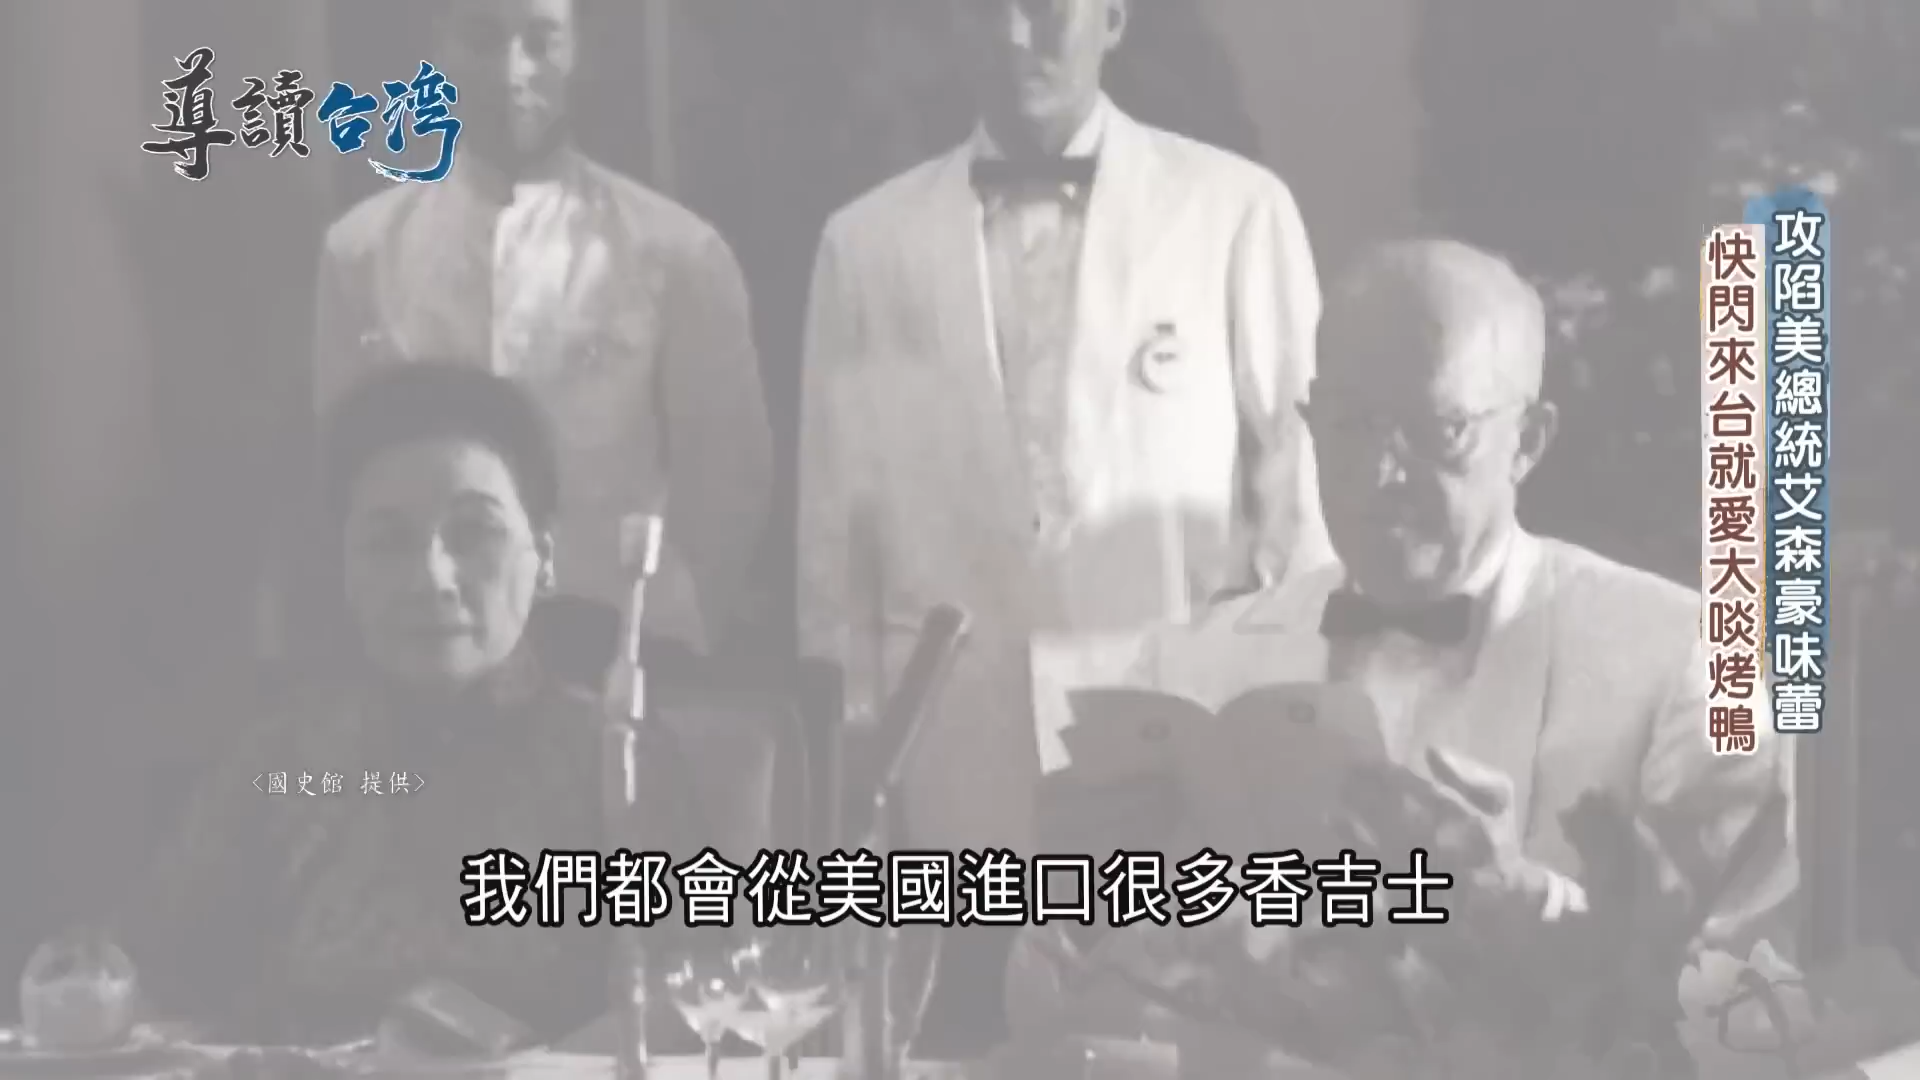 導讀台灣
攻陷美總統艾森豪味蕾
快閃來台就愛大啖烤鴨
<國史館 提供>
我們都會從美國進口很多香吉士